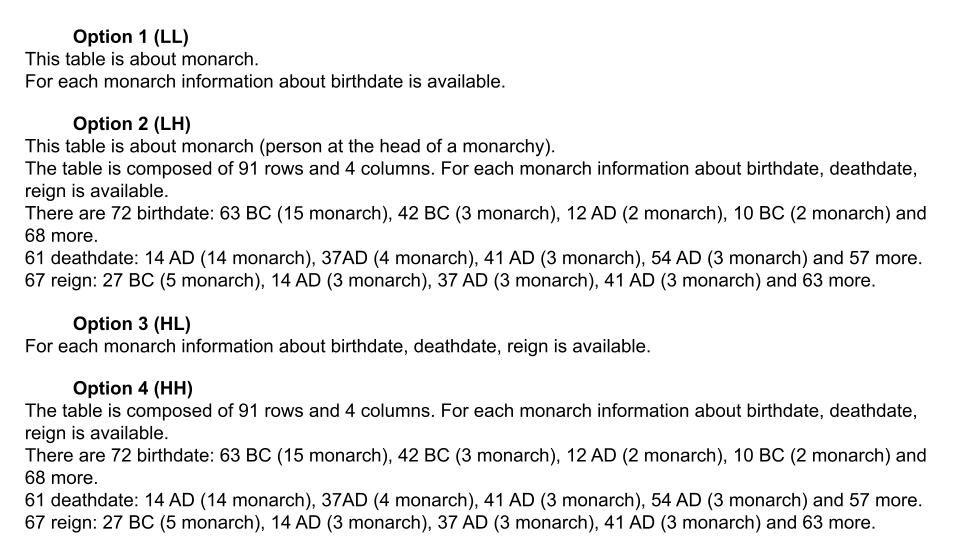 Option 1 (LL)
This table is about monarch.
For each monarch information about birthdate is available.
Option 2 (LH)
This table is about monarch (person at the head of a monarchy).
The table is composed of 91 rows and 4 columns. For each monarch information about birthdate, deathdate,
reign is available.
There are 72 birthdate: 63 BC (15 monarch), 42 BC (3 monarch), 12 AD (2 monarch), 10 BC (2 monarch) and
68 more.
61 deathdate: 14 AD (14 monarch), 37AD (4 monarch), 41 AD (3 monarch), 54 AD (3 monarch) and 57 more.
67 reign: 27 BC (5 monarch), 14 AD (3 monarch), 37 AD (3 monarch), 41 AD (3 monarch) and 63 more.
Option 3 (HL)
For each monarch information about birthdate, deathdate, reign is available.
Option 4 (HH)
The table is composed of 91 rows and 4 columns. For each monarch information about birthdate, deathdate,
reign is available.
There are 72 birthdate: 63 BC (15 monarch), 42 BC (3 monarch), 12 AD (2 monarch), 10 BC (2 monarch) and
68 more.
61 deathdate: 14 AD (14 monarch), 37AD (4 monarch), 41 AD (3 monarch), 54 AD (3 monarch) and 57 more.
67 reign: 27 BC (5 monarch), 14 AD (3 monarch), 37 AD (3 monarch), 41 AD (3 monarch) and 63 more.